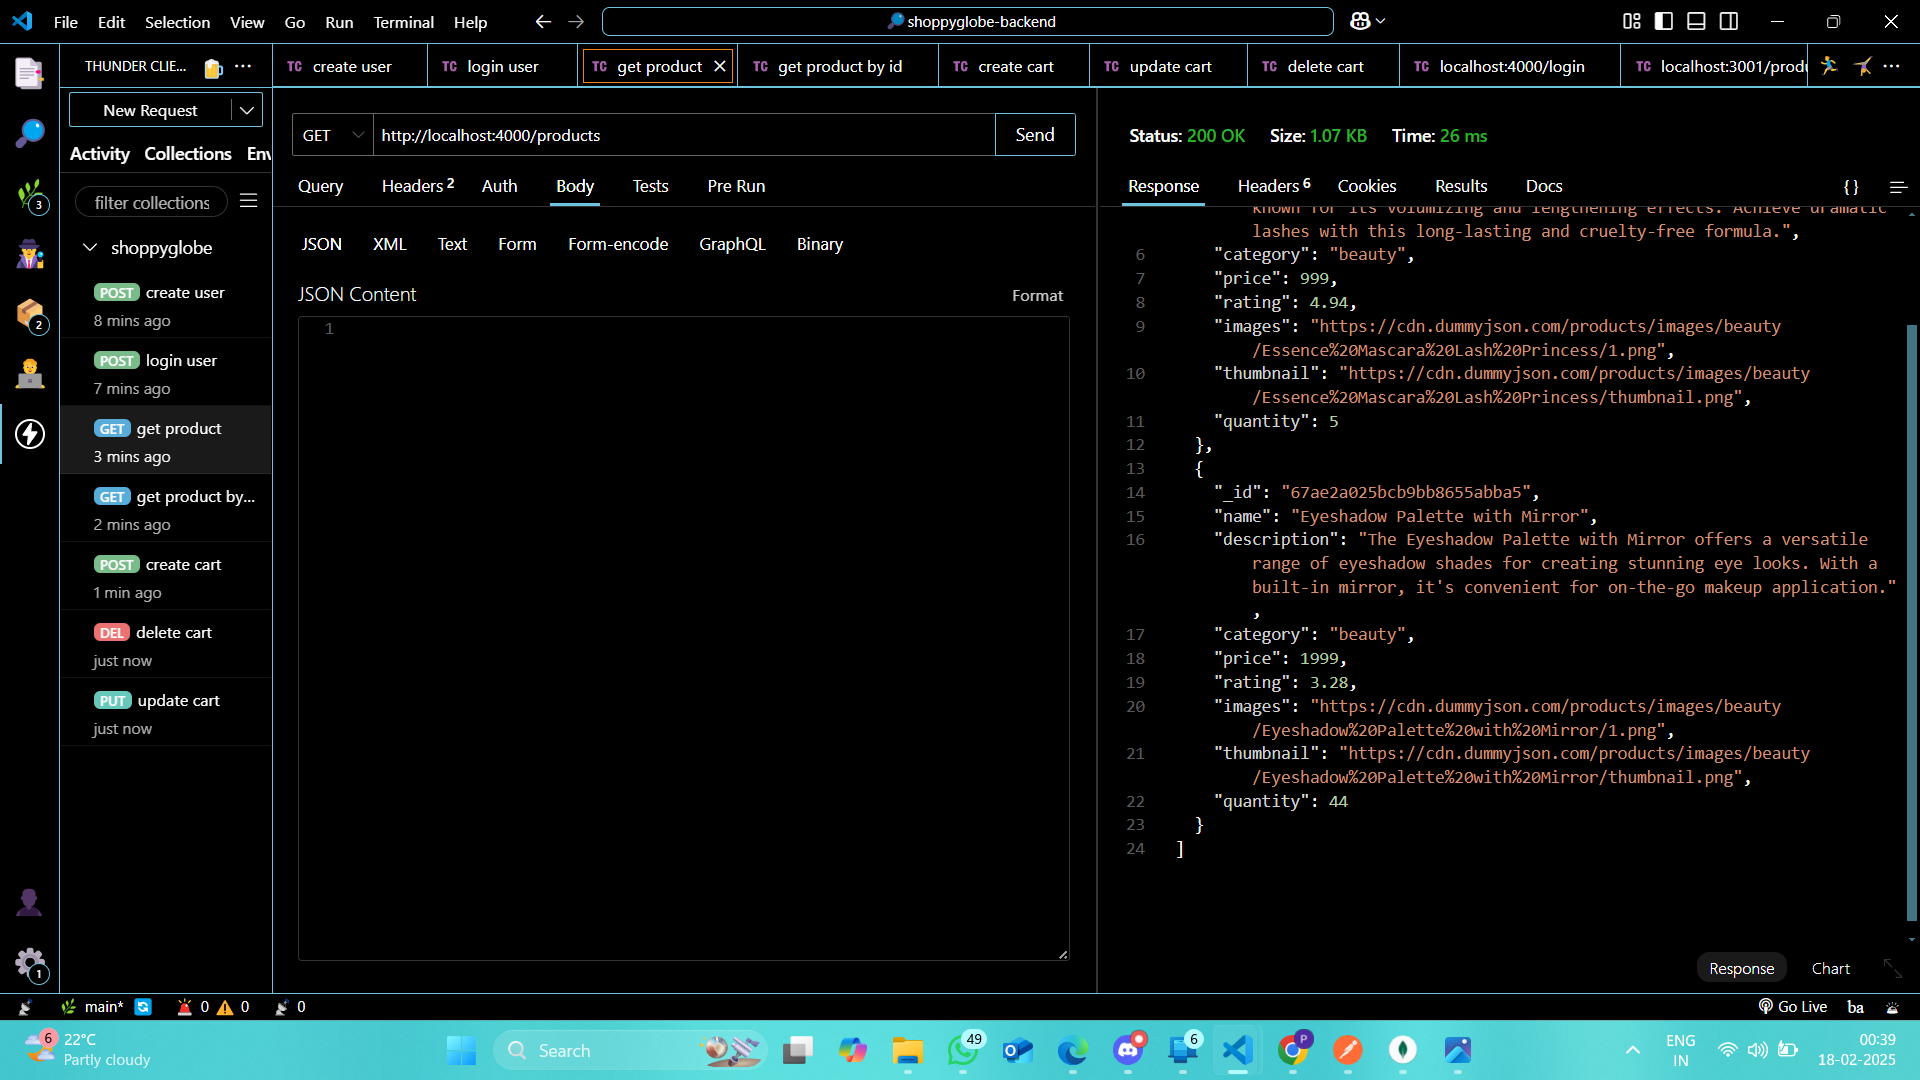 File Edit Selection View Go Run Terminal Help
shoppyglobe-backend
THUNDER CLIE...
TC create user
TC login user
TC get product
TC get product by id
TC create cart
TC update cart
TC delete cart
TC localhost:4000/login
TC localhost:3001/produ
New Request
Activity Collections Env
filter collections
shoppyglobe
POST create user
8 mins ago
POST login user
7 mins ago
GET get product
3 mins ago
GET get product by...
2 mins ago
POST create cart
1 min ago
DEL delete cart
just now
PUT update cart
just now
3
2
1
GET http://localhost:4000/products Send
Query Headers 2 Auth Body Tests Pre Run
JSON XML Text Form Form-encode GraphQL Binary
JSON Content Format
1
Status: 200 OK Size: 1.07 KB Time: 26 ms
Response Headers 6 Cookies Results Docs {}
known for its volumizing and lengthening effects. Achieve dramatic
lashes with this long-lasting and cruelty-free formula.",
6 "category": "beauty",
7 "price": 999,
8 "rating": 4.94,
9 "images": "https://cdn.dummyjson.com/products/images/beauty
/Essence%20Mascara%20Lash%20Princess/1.png",
10 "thumbnail": "https://cdn.dummyjson.com/products/images/beauty
/Essence%20Mascara%20Lash%20Princess/thumbnail.png",
11 "quantity": 5
12 },
13 {
14 "_id": "67ae2a025bcb9bb8655abba5",
15 "name": "Eyeshadow Palette with Mirror",
16 "description": "The Eyeshadow Palette with Mirror offers a versatile
range of eyeshadow shades for creating stunning eye looks. With a
built-in mirror, it's convenient for on-the-go makeup application."
,
17 "category": "beauty",
18 "price": 1999,
19 "rating": 3.28,
20 "images": "https://cdn.dummyjson.com/products/images/beauty
/Eyeshadow%20Palette%20with%20Mirror/1.png",
21 "thumbnail": "https://cdn.dummyjson.com/products/images/beauty
/Eyeshadow%20Palette%20with%20Mirror/thumbnail.png",
22 "quantity": 44
23 }
24 ]
Response Chart
main* 0 0 0
Go Live ba
6 22°C
Partly cloudy
Search
49
6
P
ENG
IN
00:39
18-02-2025